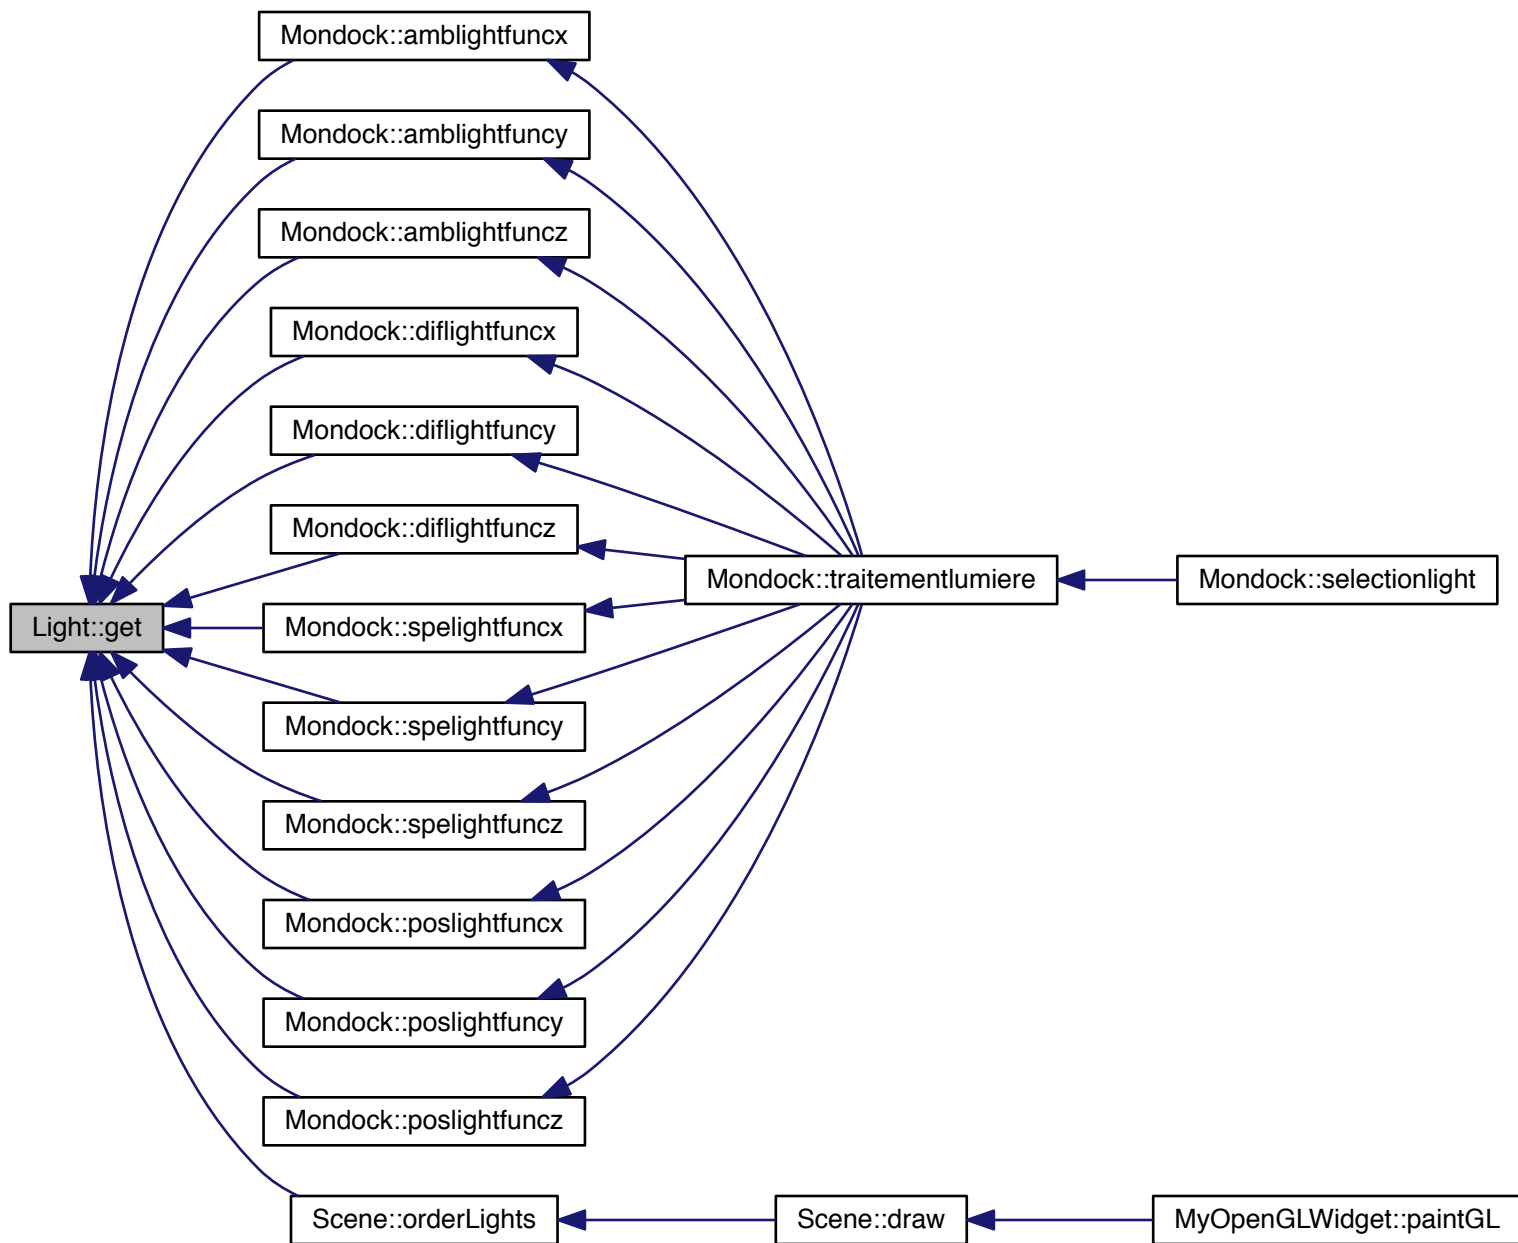 Mondock::amblightfuncx
Mondock::amblightfuncy
Mondock::amblightfuncz
Mondock::diflightfuncx
Mondock::diflightfuncy
Mondock::diflightfuncz
Mondock::traitementlumiere
Mondock::selectionlight
Light::get
Mondock::spelightfuncx
Mondock::spelightfuncy
Mondock::spelightfuncz
Mondock::poslightfuncx
Mondock::poslightfuncy
Mondock::poslightfuncz
Scene::orderLights
Scene::draw
MyOpenGLWidget::paintGL